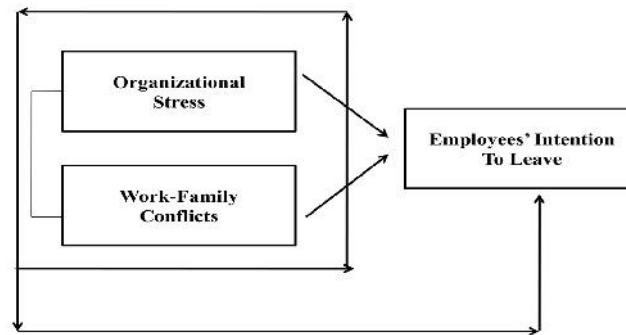 Organizational
Stress
Employees' Intention
To Leave
Work-Family
Conflicts